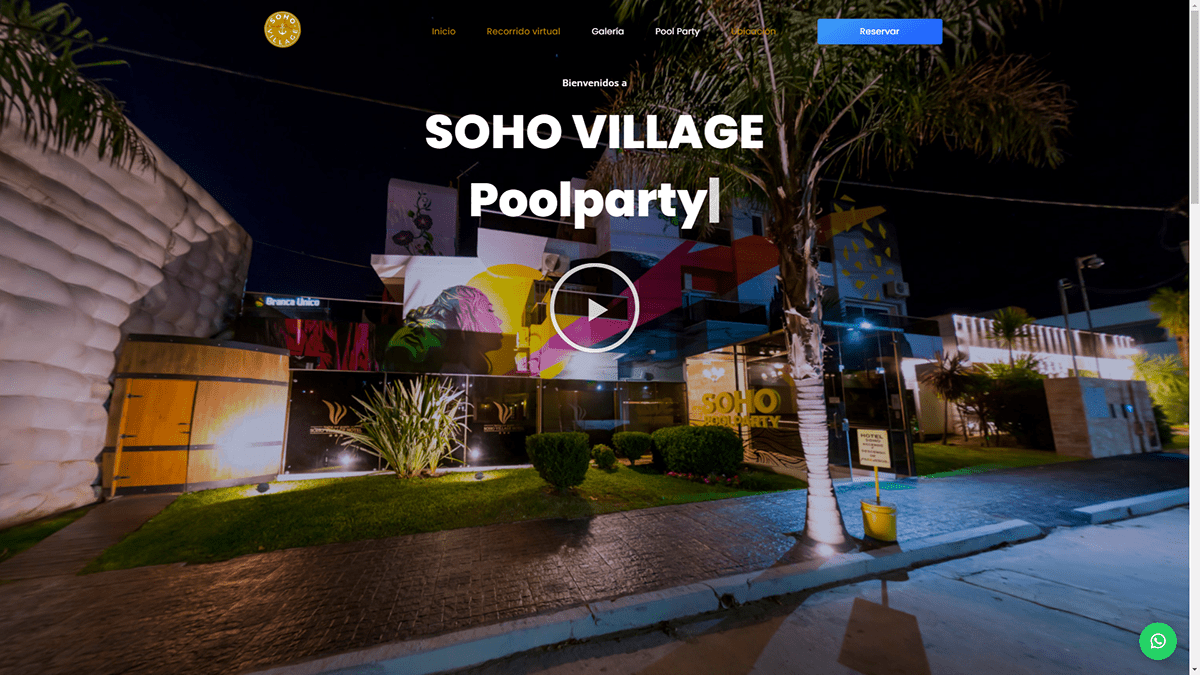 SOHO VILLAGE
Inicio
Recorrido virtual
Galería
Pool Party
Ubicación
Reservar
Bienvenidos a
SOHO VILLAGE
Poolparty
Branca Unico
SOHO
POOLPARTY
HOTEL
SOHO